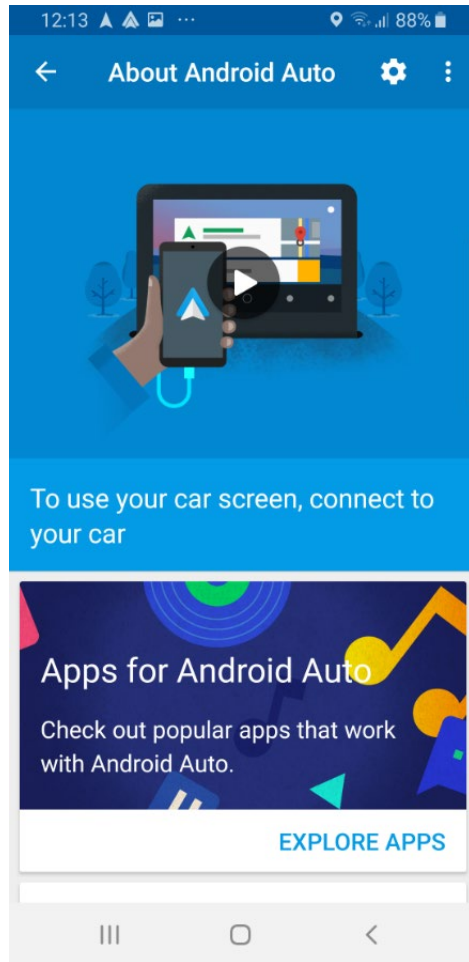 12:13 ... 88%
About Android Auto
To use your car screen, connect to
your car
Apps for Android Auto
Check out popular apps that work
with Android Auto.
EXPLORE APPS